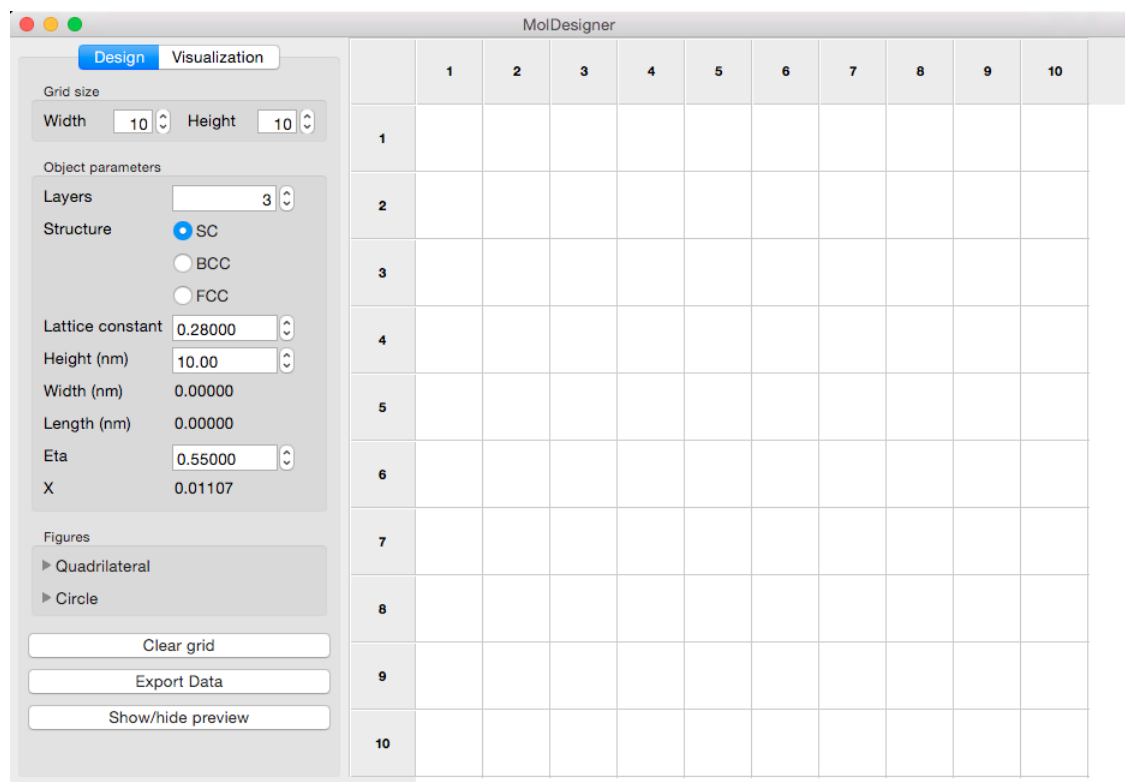 MolDesigner
Design Visualization
Grid size
Width 10 Height 10
Object parameters
Layers 3
Structure SC
BCC
FCC
Lattice constant 0.28000
Height (nm) 10.00
Width (nm) 0.00000
Length (nm) 0.00000
Eta 0.55000
X 0.01107
Figures
Quadrilateral
Circle
Clear grid
Export Data
Show/hide preview
1 2 3 4 5 6 7 8 9 10
1
2
3
4
5
6
7
8
9
10